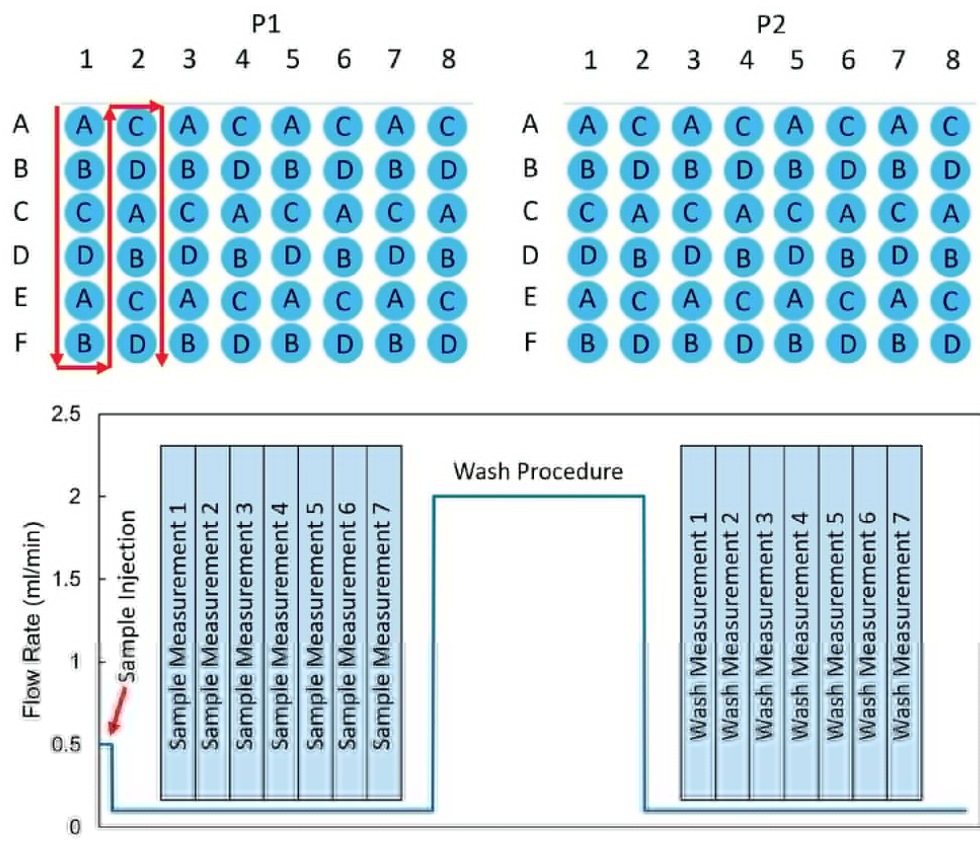 P1 P2
1 2 3 4 5 6 7 8 1 2 3 4 5 6 7 8
A A C A C A C A C A A C A C A C A C
B B D B D B D B D B B D B D B D B D
C C A C A C A C A C C A C A C A C A
D D B D B D B D B D D B D B D B D B
E A C A C A C A C E A C A C A C A C
F B D B D B D B D F B D B D B D B D
2.5
2
1.5
1
0.5
0
Flow Rate (ml/min)
Sample Injection
Sample Measurement 1
Sample Measurement 2
Sample Measurement 3
Sample Measurement 4
Sample Measurement 5
Sample Measurement 6
Sample Measurement 7
Wash Procedure
Wash Measurement 1
Wash Measurement 2
Wash Measurement 3
Wash Measurement 4
Wash Measurement 5
Wash Measurement 6
Wash Measurement 7